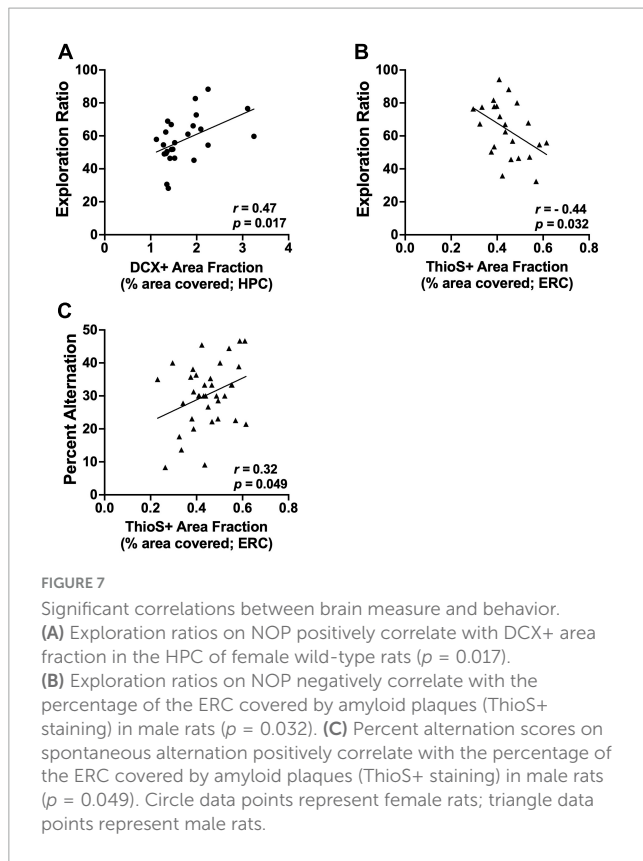 A
Exploration Ratio
100
80
60
40
20
0
r = 0.47
p = 0.017
0
1
2
3
4
DCX+ Area Fraction
(% area covered; HPC)
B
Exploration Ratio
100
80
60
40
20
0
r = - 0.44
p = 0.032
0.0
0.2
0.4
0.6
0.8
ThioS+ Area Fraction
(% area covered; ERC)
C
Percent Alternation
50
40
30
20
10
0
r = 0.32
p = 0.049
0.0
0.2
0.4
0.6
0.8
ThioS+ Area Fraction
(% area covered; ERC)
FIGURE 7
Significant correlations between brain measure and behavior.
(A) Exploration ratios on NOP positively correlate with DCX+ area
fraction in the HPC of female wild-type rats (p = 0.017).
(B) Exploration ratios on NOP negatively correlate with the
percentage of the ERC covered by amyloid plaques (ThioS+
staining) in male rats (p = 0.032). (C) Percent alternation scores on
spontaneous alternation positively correlate with the percentage of
the ERC covered by amyloid plaques (ThioS+ staining) in male rats
(p = 0.049). Circle data points represent female rats; triangle data
points represent male rats.